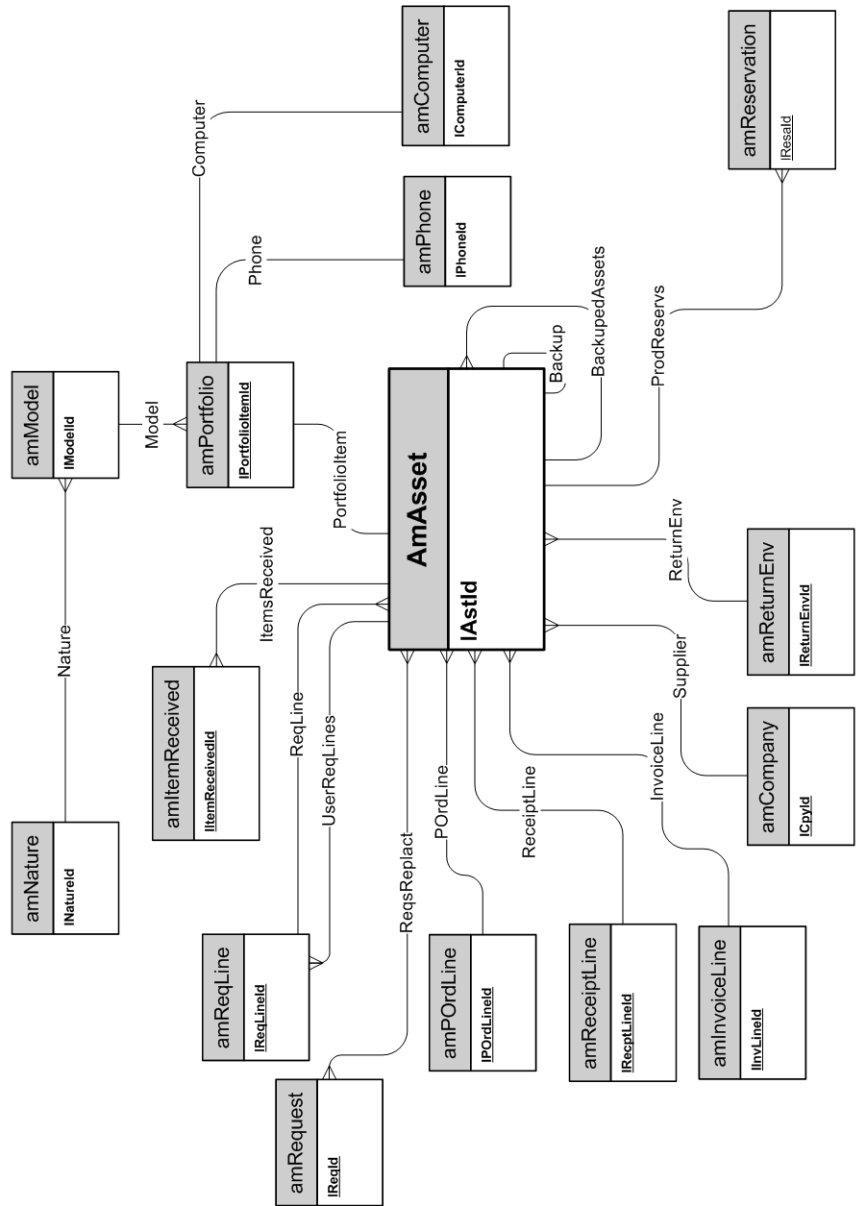 amNature
lNatureId
Nature
amModel
lModelId
Model
amRequest
lReqId
amReqLine
lReqLineId
amItemReceived
lItemReceivedId
amPortfolio
lPortfolioItemId
Phone
Computer
amPhone
lPhoneId
amComputer
lComputerId
ReqsReplact
UserReqLines
ReqLine
ItemsReceived
PortfolioItem
AmAsset
lAstId
Backup
BackupedAssets
ProdReservs
amPOrdLine
lPOrdLineId
POrdLine
amReceiptLine
lRecptLineId
ReceiptLine
amInvoiceLine
lInvLineId
InvoiceLine
amCompany
lCpyId
Supplier
amReturnEnv
lReturnEnvId
ReturnEnv
amReservation
lResaId